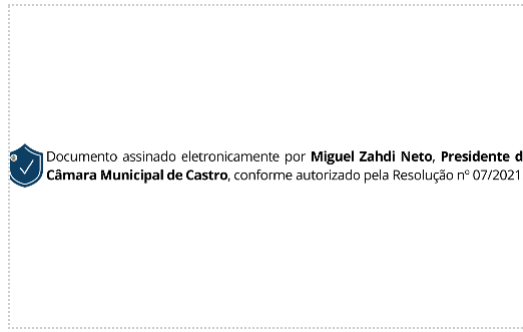 Documento assinado eletronicamente por Miguel Zahdi Neto, Presidente d
Câmara Municipal de Castro, conforme autorizado pela Resolução nº 07/2021